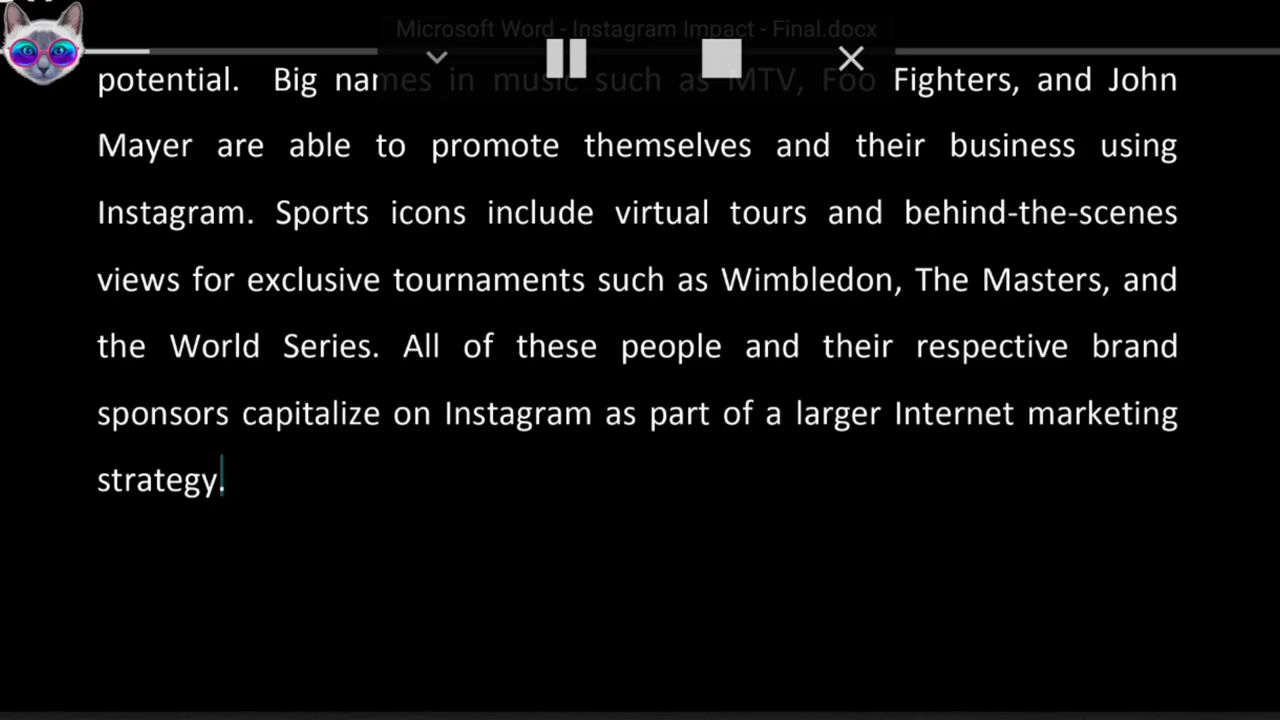 Microsoft Word - Instagram Impact - Final.docx
potential. Big names in music such as MTV, Foo Fighters, and John
Mayer are able to promote themselves and their business using
Instagram. Sports icons include virtual tours and behind-the-scenes
views for exclusive tournaments such as Wimbledon, The Masters, and
the World Series. All of these people and their respective brand
sponsors capitalize on Instagram as part of a larger Internet marketing
strategy.